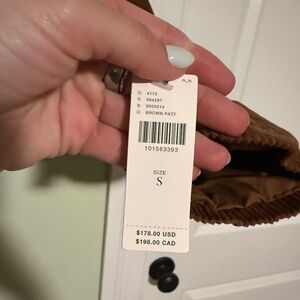 C: 4115
V: 094287
S: 0000014
C: BROWN PATT
101563393
SIZE
S
$178.00 USD
$198.00 CAD